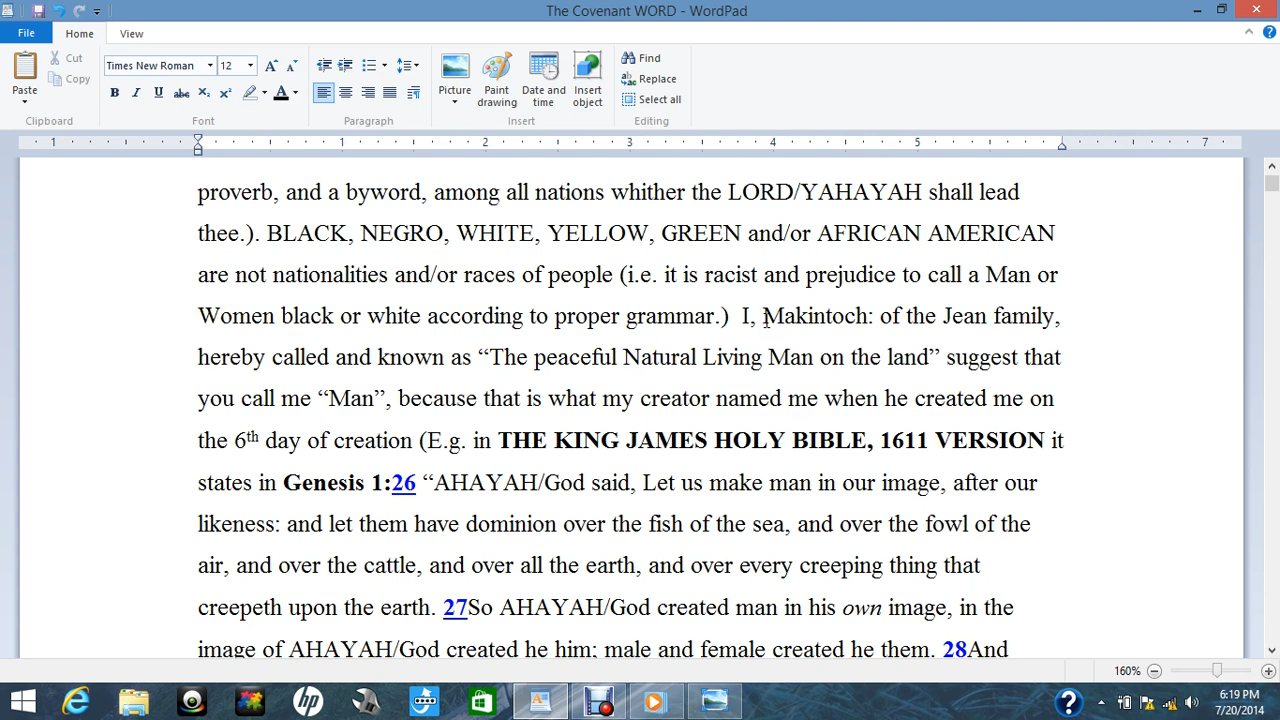 The Covenant WORD - WordPad
File Home View
Paste
Cut
Copy
Clipboard
Times New Roman 12
B I U abc X₂ X² A
Font
Paragraph
Picture
Paint drawing
Date and time
Insert object
Insert
Find
Replace
Select all
Editing
1 1 2 3 4 5 7
proverb, and a byword, among all nations whither the LORD/YAHAYAH shall lead
thee.). BLACK, NEGRO, WHITE, YELLOW, GREEN and/or AFRICAN AMERICAN
are not nationalities and/or races of people (i.e. it is racist and prejudice to call a Man or
Women black or white according to proper grammar.)  I, Makintoch: of the Jean family,
hereby called and known as “The peaceful Natural Living Man on the land” suggest that
you call me “Man”, because that is what my creator named me when he created me on
the 6th day of creation (E.g. in THE KING JAMES HOLY BIBLE, 1611 VERSION it
states in Genesis 1:26 “AHAYAH/God said, Let us make man in our image, after our
likeness: and let them have dominion over the fish of the sea, and over the fowl of the
air, and over the cattle, and over all the earth, and over every creeping thing that
creepeth upon the earth. 27So AHAYAH/God created man in his own image, in the
image of AHAYAH/God created he him; male and female created he them. 28And
160%
hp
6:19 PM
7/20/2014